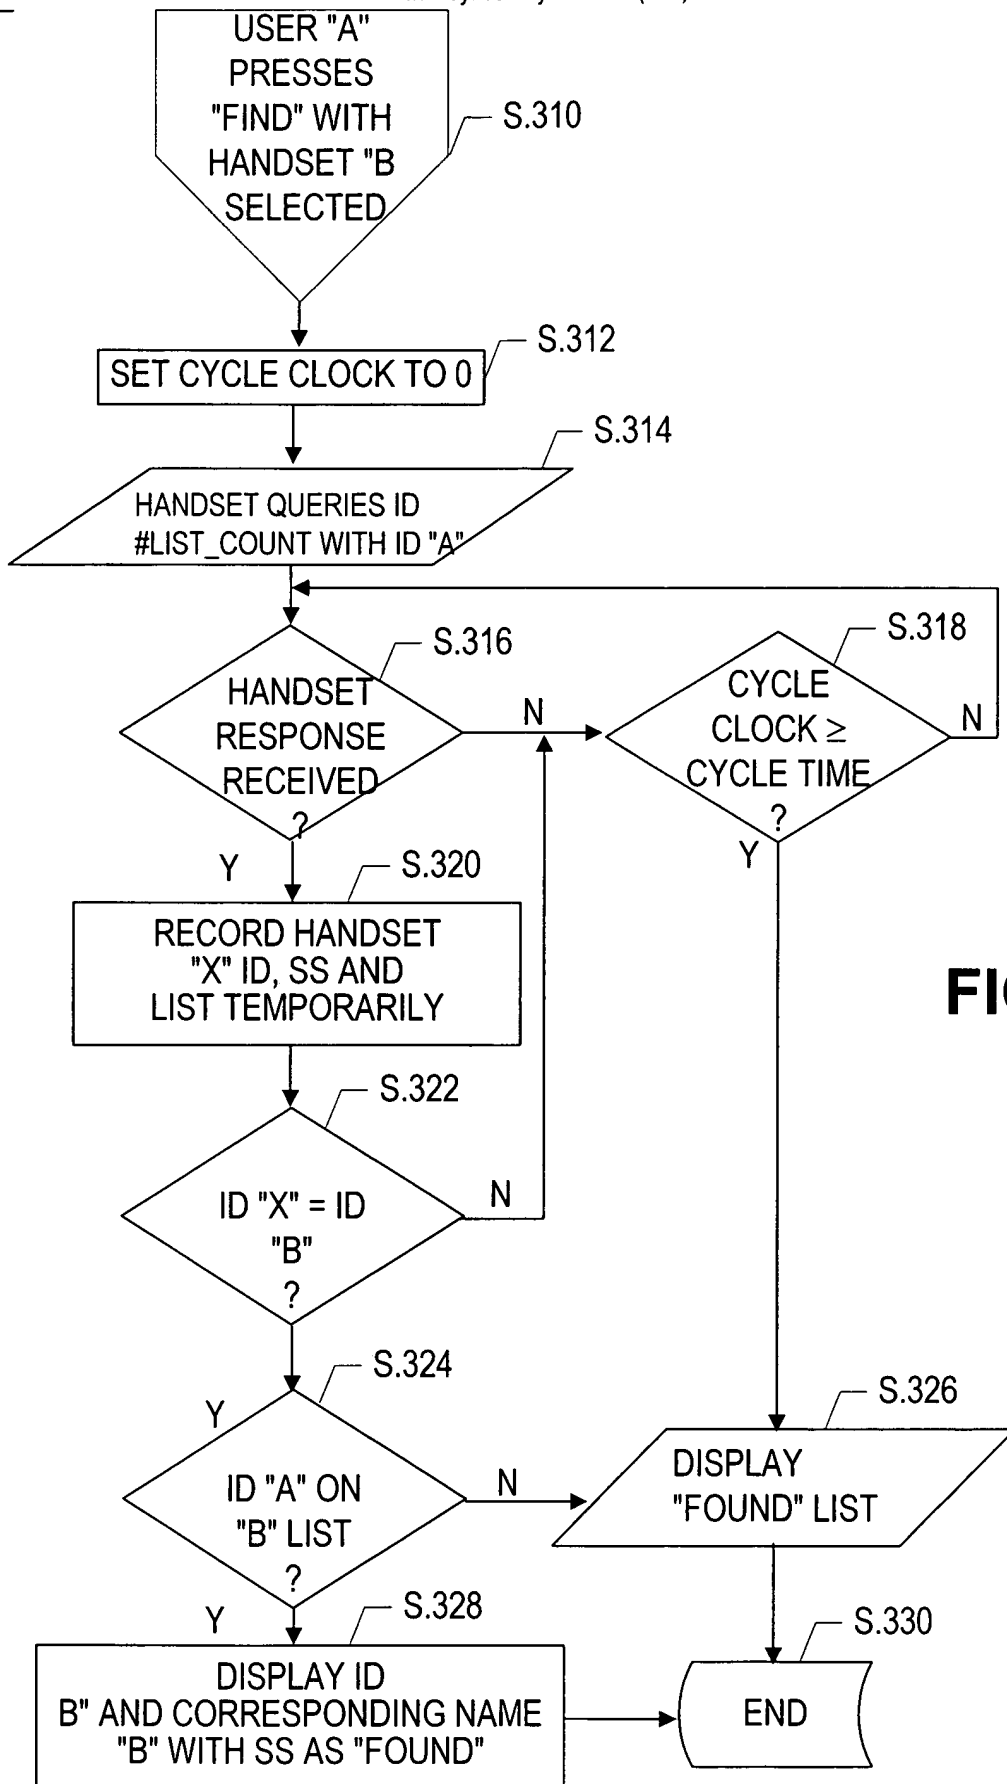 USER "A"
PRESSES
"FIND" WITH
HANDSET "B
SELECTED
S.310
S.312
SET CYCLE CLOCK TO 0
S.314
HANDSET QUERIES ID
#LIST_COUNT WITH ID "A"
S.316
HANDSET
RESPONSE
RECEIVED
?
N
Y
S.318
CYCLE
CLOCK ≥
CYCLE TIME
?
N
Y
S.320
RECORD HANDSET
"X" ID, SS AND
LIST TEMPORARILY
FIG
S.322
ID "X" = ID
"B"
?
N
S.324
Y
ID "A" ON
"B" LIST
?
N
Y
S.326
DISPLAY
"FOUND" LIST
S.328
DISPLAY ID
B" AND CORRESPONDING NAME
"B" WITH SS AS "FOUND"
S.330
END